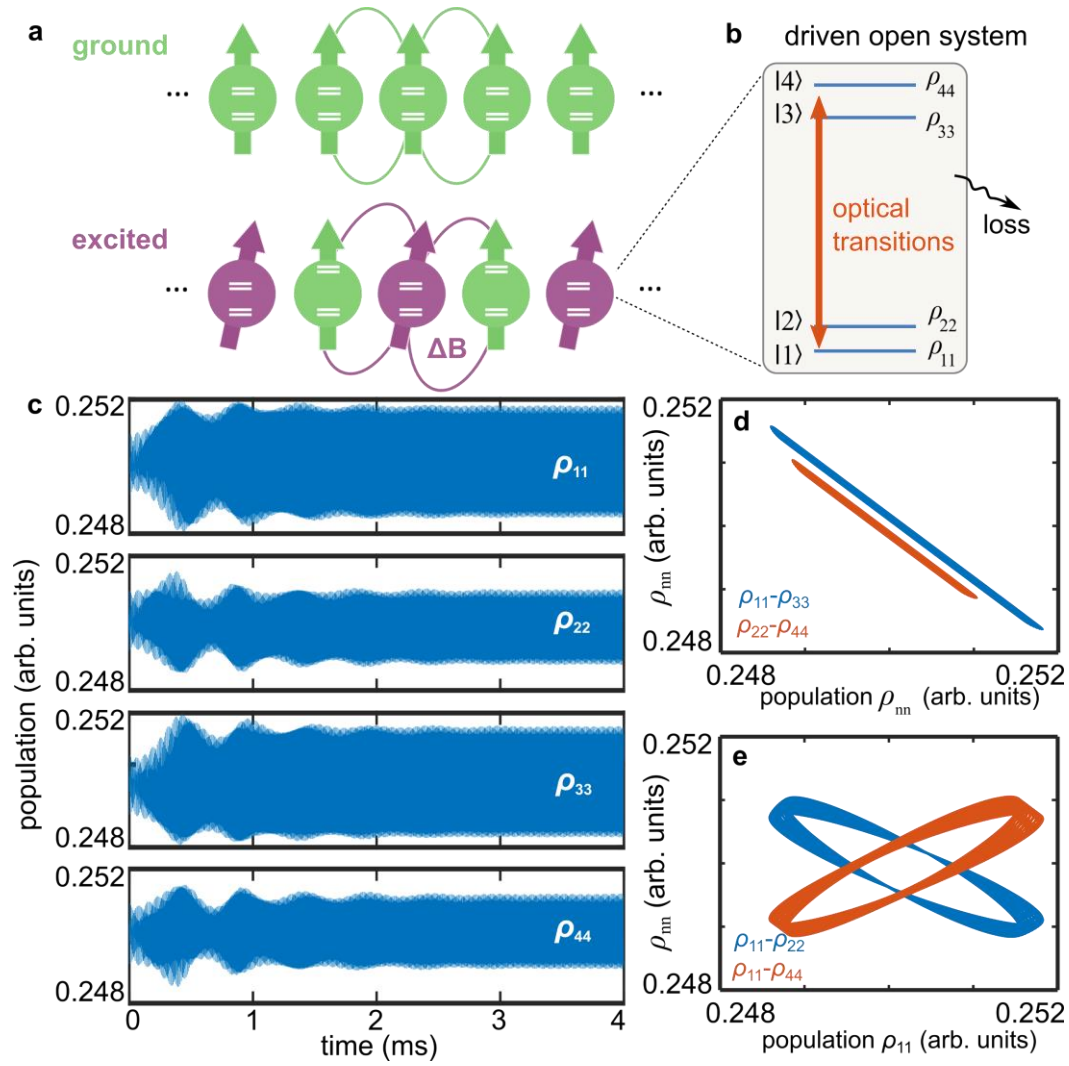 a
ground
...
...
excited
...
...
ΔB
b
driven open system
|4⟩
ρ44
|3⟩
ρ33
optical
transitions
loss
|2⟩
ρ22
|1⟩
ρ11
c
population (arb. units)
0.252
ρ11
0.248
0.252
ρ22
0.248
0.252
ρ33
0.248
0.252
ρ44
0.248
0
1
2
3
4
time (ms)
d
0.252
ρnn (arb. units)
ρ11-ρ33
ρ22-ρ44
0.248
0.248
0.252
population ρnn (arb. units)
e
0.252
ρnn (arb. units)
ρ11-ρ22
ρ11-ρ44
0.248
0.248
0.252
population ρ11 (arb. units)